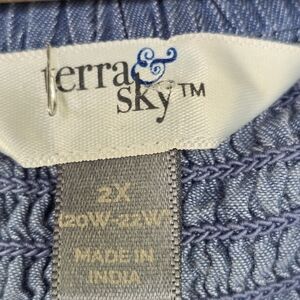 terra &
sky™
2X
(20W-22W)
MADE IN
INDIA